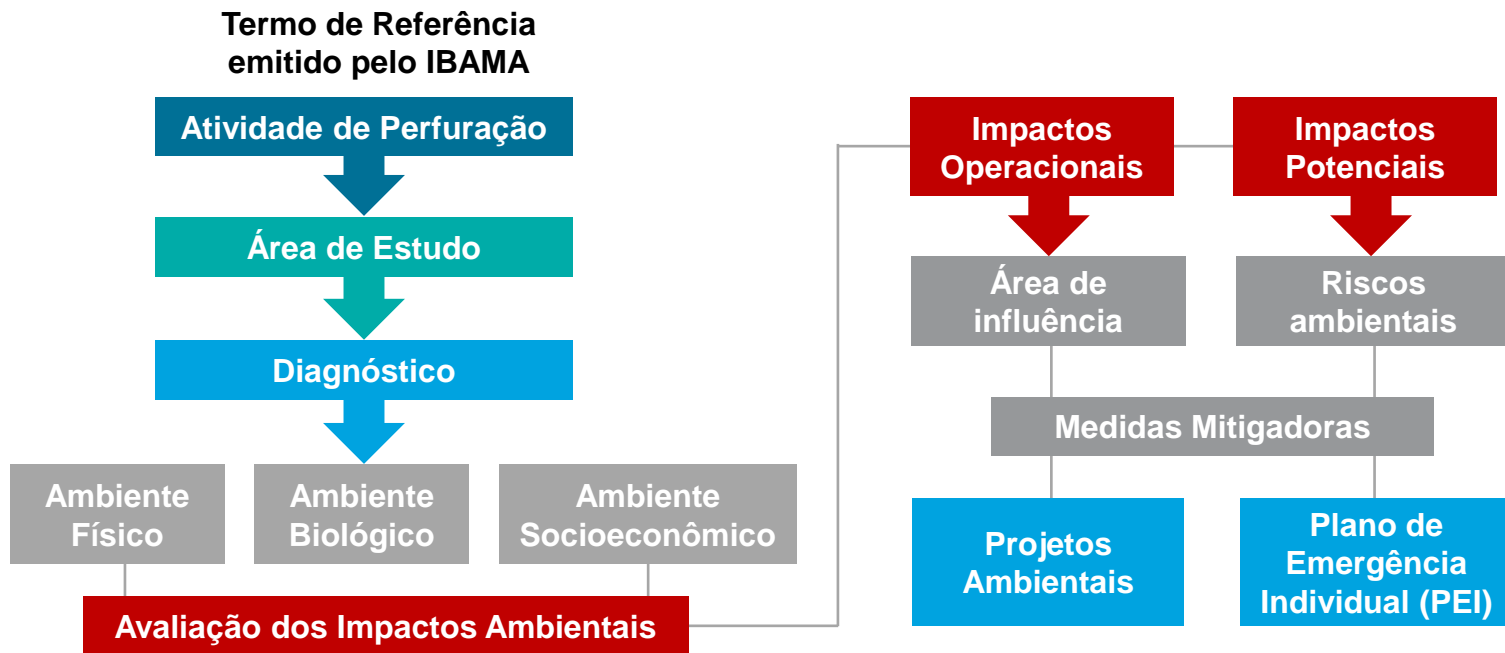 Termo de Referência
emitido pelo IBAMA
Atividade de Perfuração
Área de Estudo
Diagnóstico
Ambiente
Físico
Ambiente
Biológico
Ambiente
Socioeconômico
Avaliação dos Impactos Ambientais
Impactos
Operacionais
Impactos
Potenciais
Área de
influência
Riscos
ambientais
Medidas Mitigadoras
Projetos
Ambientais
Plano de
Emergência
Individual (PEI)